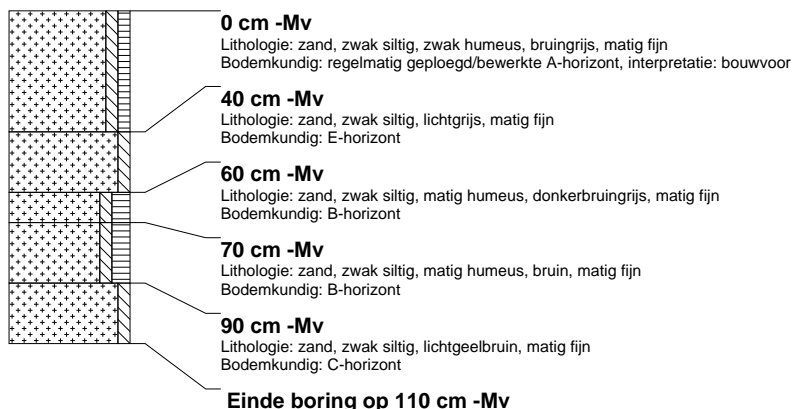 0 cm -Mv
Lithologie: zand, zwak siltig, zwak humeus, bruingrijs, matig fijn
Bodemkundig: regelmatig geploegd/bewerkte A-horizont, interpretatie: bouwvoor
40 cm -Mv
Lithologie: zand, zwak siltig, lichtgrijs, matig fijn
Bodemkundig: E-horizont
60 cm -Mv
Lithologie: zand, zwak siltig, matig humeus, donkerbruingrijs, matig fijn
Bodemkundig: B-horizont
70 cm -Mv
Lithologie: zand, zwak siltig, matig humeus, bruin, matig fijn
Bodemkundig: B-horizont
90 cm -Mv
Lithologie: zand, zwak siltig, lichtgeelbruin, matig fijn
Bodemkundig: C-horizont
Einde boring op 110 cm -Mv